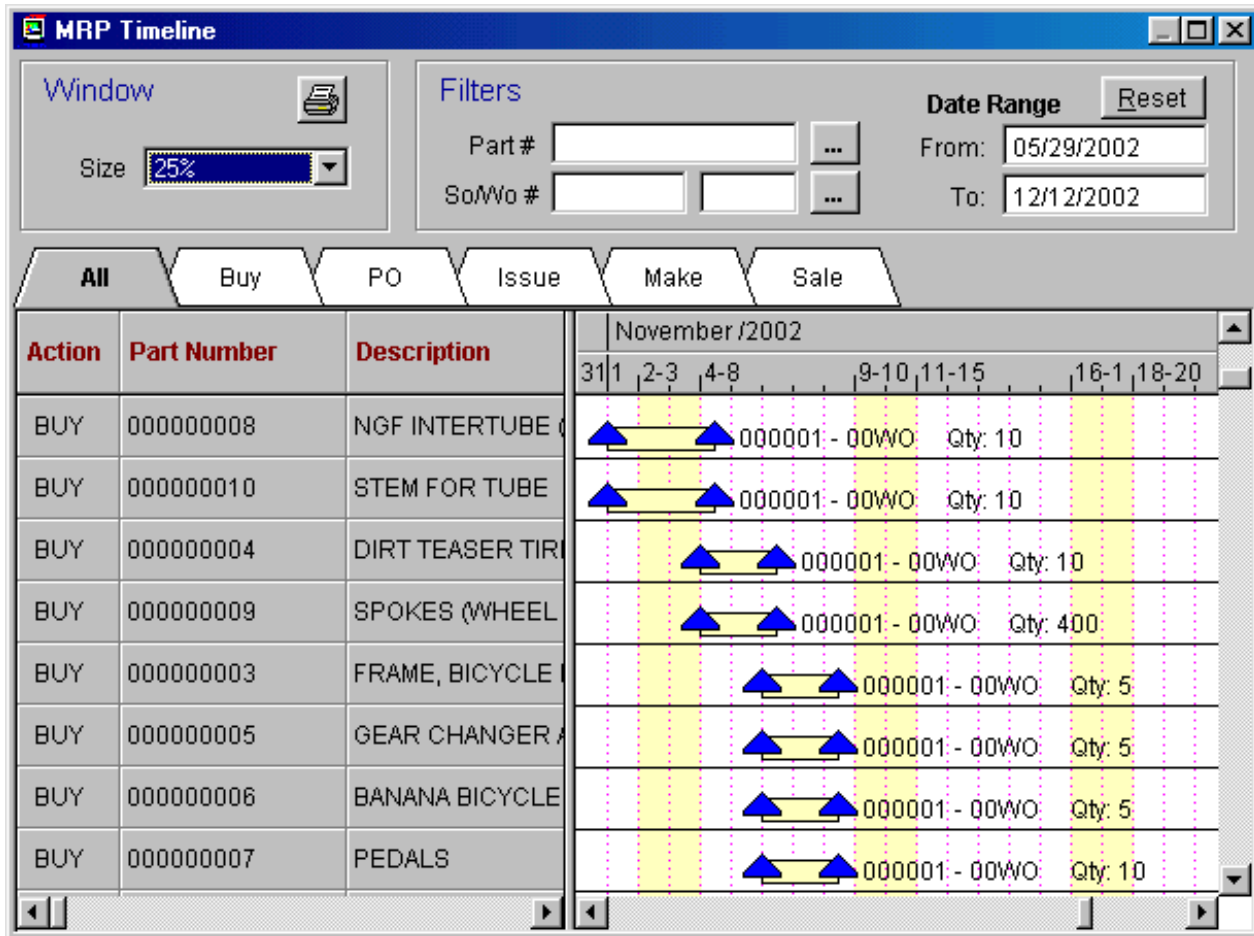 MRP Timeline
Window
Size 25%
Filters
Part #
...
So/Wo #
...
Date Range
Reset
From: 05/29/2002
To: 12/12/2002
All Buy PO Issue Make Sale
Action Part Number Description
November /2002
31 1 2-3 4-8 9-10 11-15 16-1 18-20
BUY 000000008 NGF INTERTUBE ( 000001 - 00WO Qty: 10
BUY 000000010 STEM FOR TUBE 000001 - 00WO Qty: 10
BUY 000000004 DIRT TEASER TIRE 000001 - 00WO Qty: 10
BUY 000000009 SPOKES (WHEEL 000001 - 00WO Qty: 400
BUY 000000003 FRAME, BICYCLE 000001 - 00WO Qty: 5
BUY 000000005 GEAR CHANGER A 000001 - 00WO Qty: 5
BUY 000000006 BANANA BICYCLE 000001 - 00WO Qty: 5
BUY 000000007 PEDALS 000001 - 00WO Qty: 10